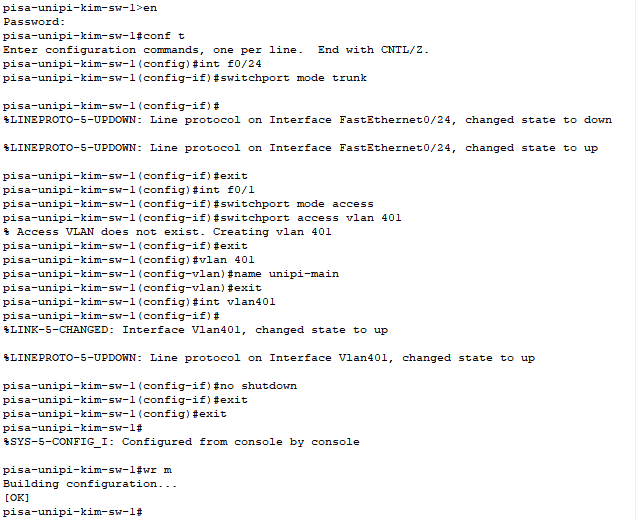 pisa-unipi-kim-sw-1>en
Password:
pisa-unipi-kim-sw-1#conf t
Enter configuration commands, one per line.  End with CNTL/Z.
pisa-unipi-kim-sw-1(config)#int f0/24
pisa-unipi-kim-sw-1(config-if)#switchport mode trunk
pisa-unipi-kim-sw-1(config-if)#
%LINEPROTO-5-UPDOWN: Line protocol on Interface FastEthernet0/24, changed state to down
%LINEPROTO-5-UPDOWN: Line protocol on Interface FastEthernet0/24, changed state to up
pisa-unipi-kim-sw-1(config-if)#exit
pisa-unipi-kim-sw-1(config)#int f0/1
pisa-unipi-kim-sw-1(config-if)#switchport mode access
pisa-unipi-kim-sw-1(config-if)#switchport access vlan 401
% Access VLAN does not exist. Creating vlan 401
pisa-unipi-kim-sw-1(config-if)#exit
pisa-unipi-kim-sw-1(config)#vlan 401
pisa-unipi-kim-sw-1(config-vlan)#name unipi-main
pisa-unipi-kim-sw-1(config-vlan)#exit
pisa-unipi-kim-sw-1(config)#int vlan401
pisa-unipi-kim-sw-1(config-if)#
%LINK-5-CHANGED: Interface Vlan401, changed state to up
%LINEPROTO-5-UPDOWN: Line protocol on Interface Vlan401, changed state to up
pisa-unipi-kim-sw-1(config-if)#no shutdown
pisa-unipi-kim-sw-1(config-if)#exit
pisa-unipi-kim-sw-1(config)#exit
pisa-unipi-kim-sw-1#
%SYS-5-CONFIG_I: Configured from console by console
pisa-unipi-kim-sw-1#wr m
Building configuration...
[OK]
pisa-unipi-kim-sw-1#